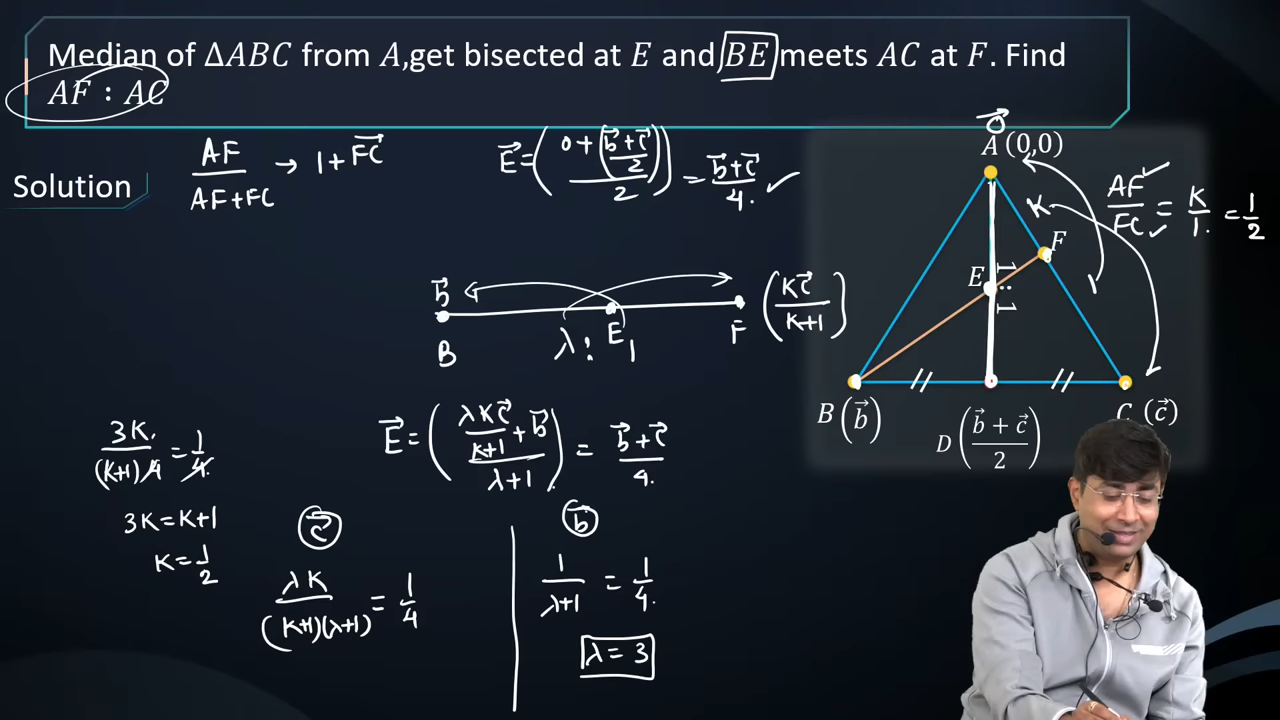 Median of ΔABC from A,get bisected at E and BE meets AC at F. Find
AF : AC
Solution
AF/(AF+FC) → 1+FC⃗
E⃗=((0+((b⃗+c⃗)/2))/2) = (b⃗+c⃗)/4. ✓
0⃗
A (0,0)
K
F
E
1 : 1
1
B (b⃗)
D ((b⃗+c⃗)/2)
C (c⃗)
AF/FC = K/1. = 1/2
b⃗
B
λ : 1
E
F (Kc⃗/(K+1))
E⃗ = ((λKc⃗/(K+1) + b⃗)/(λ+1)) = (b⃗+c⃗)/4.
3K/((K+1)4) = 1/4
3K=K+1
K=1/2
c⃗
λK/((K+1)(λ+1)) = 1/4
b⃗
1/(λ+1) = 1/4.
λ= 3